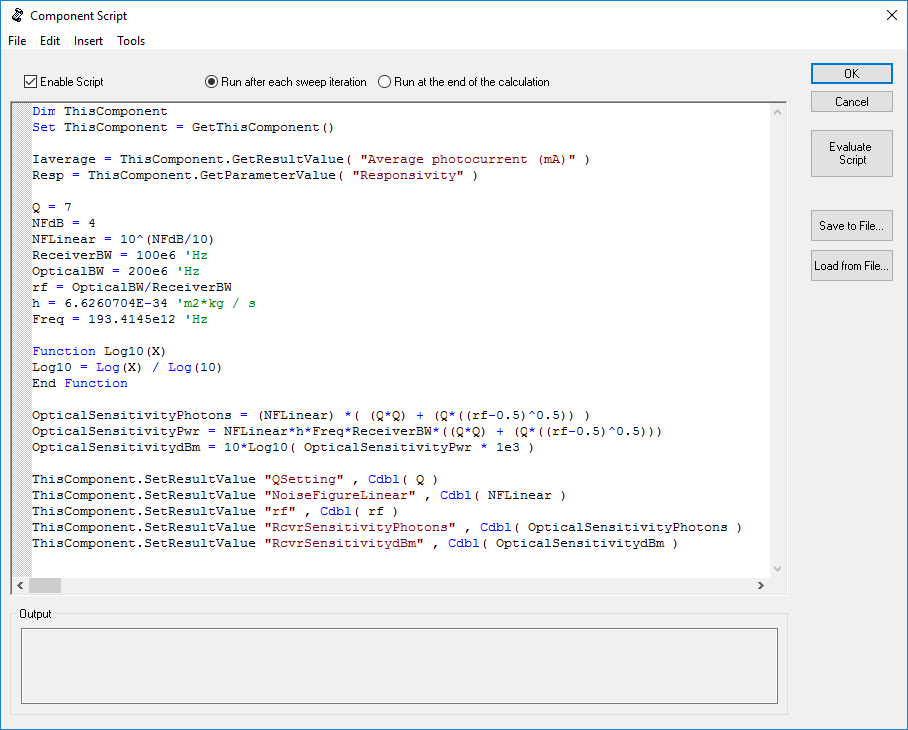 Component Script
File Edit Insert Tools
Enable Script Run after each sweep iteration Run at the end of the calculation
Dim ThisComponent
Set ThisComponent = GetThisComponent()
Iaverage = ThisComponent.GetResultValue( "Average photocurrent (mA)" )
Resp = ThisComponent.GetParameterValue( "Responsivity" )
Q = 7
NFdB = 4
NFLinear = 10^(NFdB/10)
ReceiverBW = 100e6 'Hz
OpticalBW = 200e6 'Hz
rf = OpticalBW/ReceiverBW
h = 6.6260704E-34 'm2*kg / s
Freq = 193.4145e12 'Hz
Function Log10(X)
Log10 = Log(X) / Log(10)
End Function
OpticalSensitivityPhotons = (NFLinear) *( (Q*Q) + (Q*((rf-0.5)^0.5)) )
OpticalSensitivityPwr = NFLinear*h*Freq*ReceiverBW*((Q*Q) + (Q*((rf-0.5)^0.5)))
OpticalSensitivitydBm = 10*Log10( OpticalSensitivityPwr * 1e3 )
ThisComponent.SetResultValue "QSetting" , Cdbl( Q )
ThisComponent.SetResultValue "NoiseFigureLinear" , Cdbl( NFLinear )
ThisComponent.SetResultValue "rf" , Cdbl( rf )
ThisComponent.SetResultValue "RcvrSensitivityPhotons" , Cdbl( OpticalSensitivityPhotons )
ThisComponent.SetResultValue "RcvrSensitivitydBm" , Cdbl( OpticalSensitivitydBm )
OK
Cancel
Evaluate
Script
Save to File...
Load from File...
Output